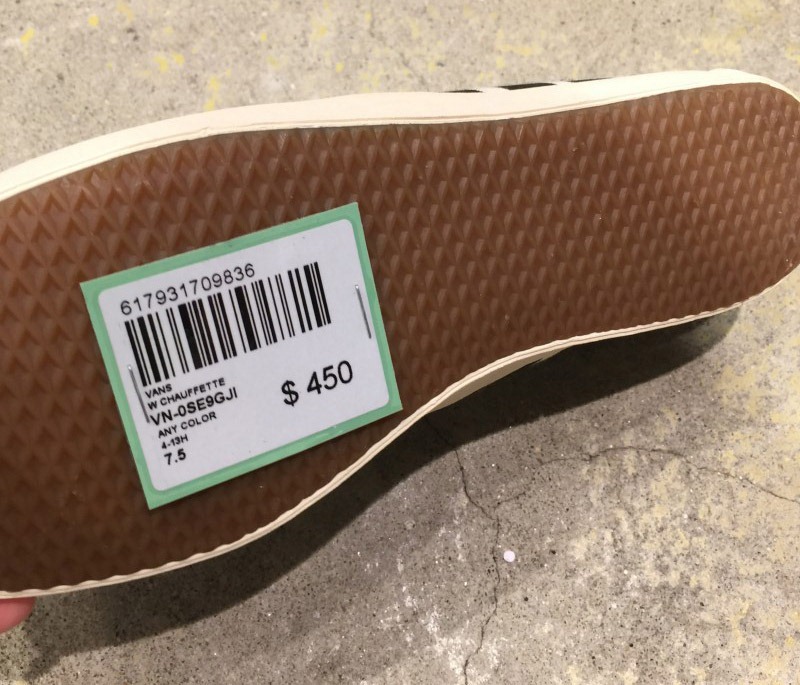 617931709836
VANS
W CHAUFFETTE
VN-0SE9GJI
ANY COLOR
4-13H
7.5
$ 450